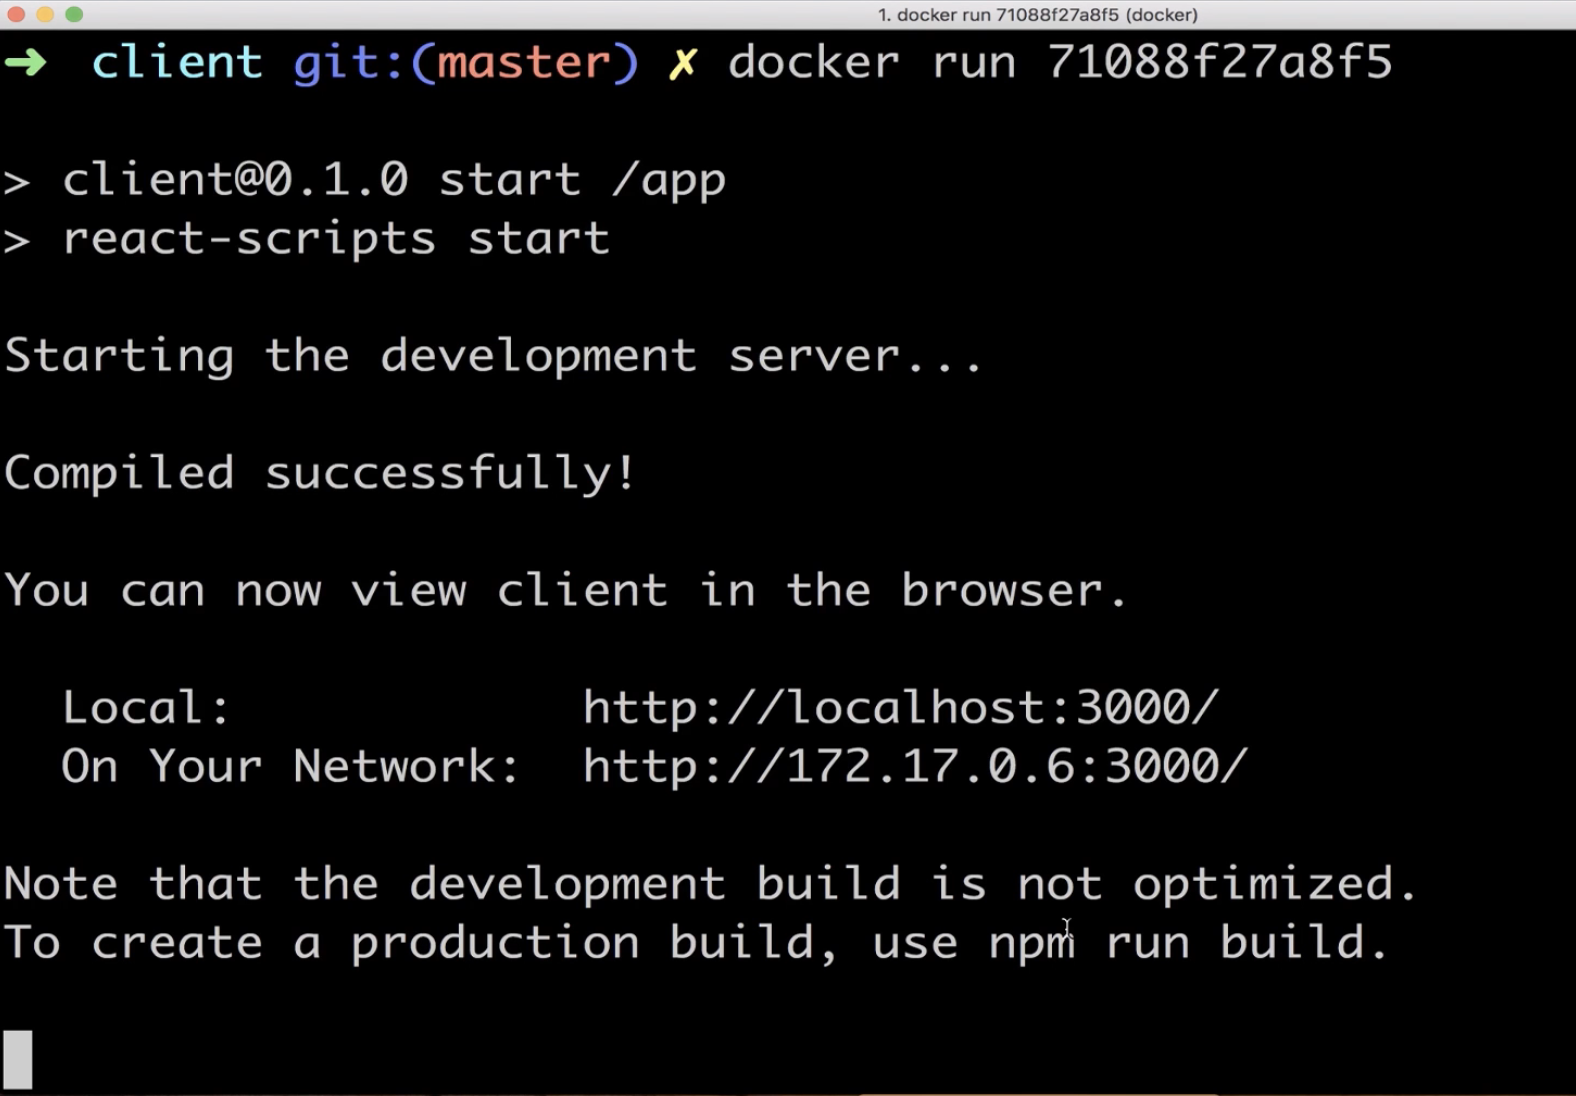 1. docker run 71088f27a8f5 (docker)
➜ client git:(master) ✗ docker run 71088f27a8f5
> client@0.1.0 start /app
> react-scripts start
Starting the development server...
Compiled successfully!
You can now view client in the browser.
Local: http://localhost:3000/
On Your Network: http://172.17.0.6:3000/
Note that the development build is not optimized.
To create a production build, use npm run build.